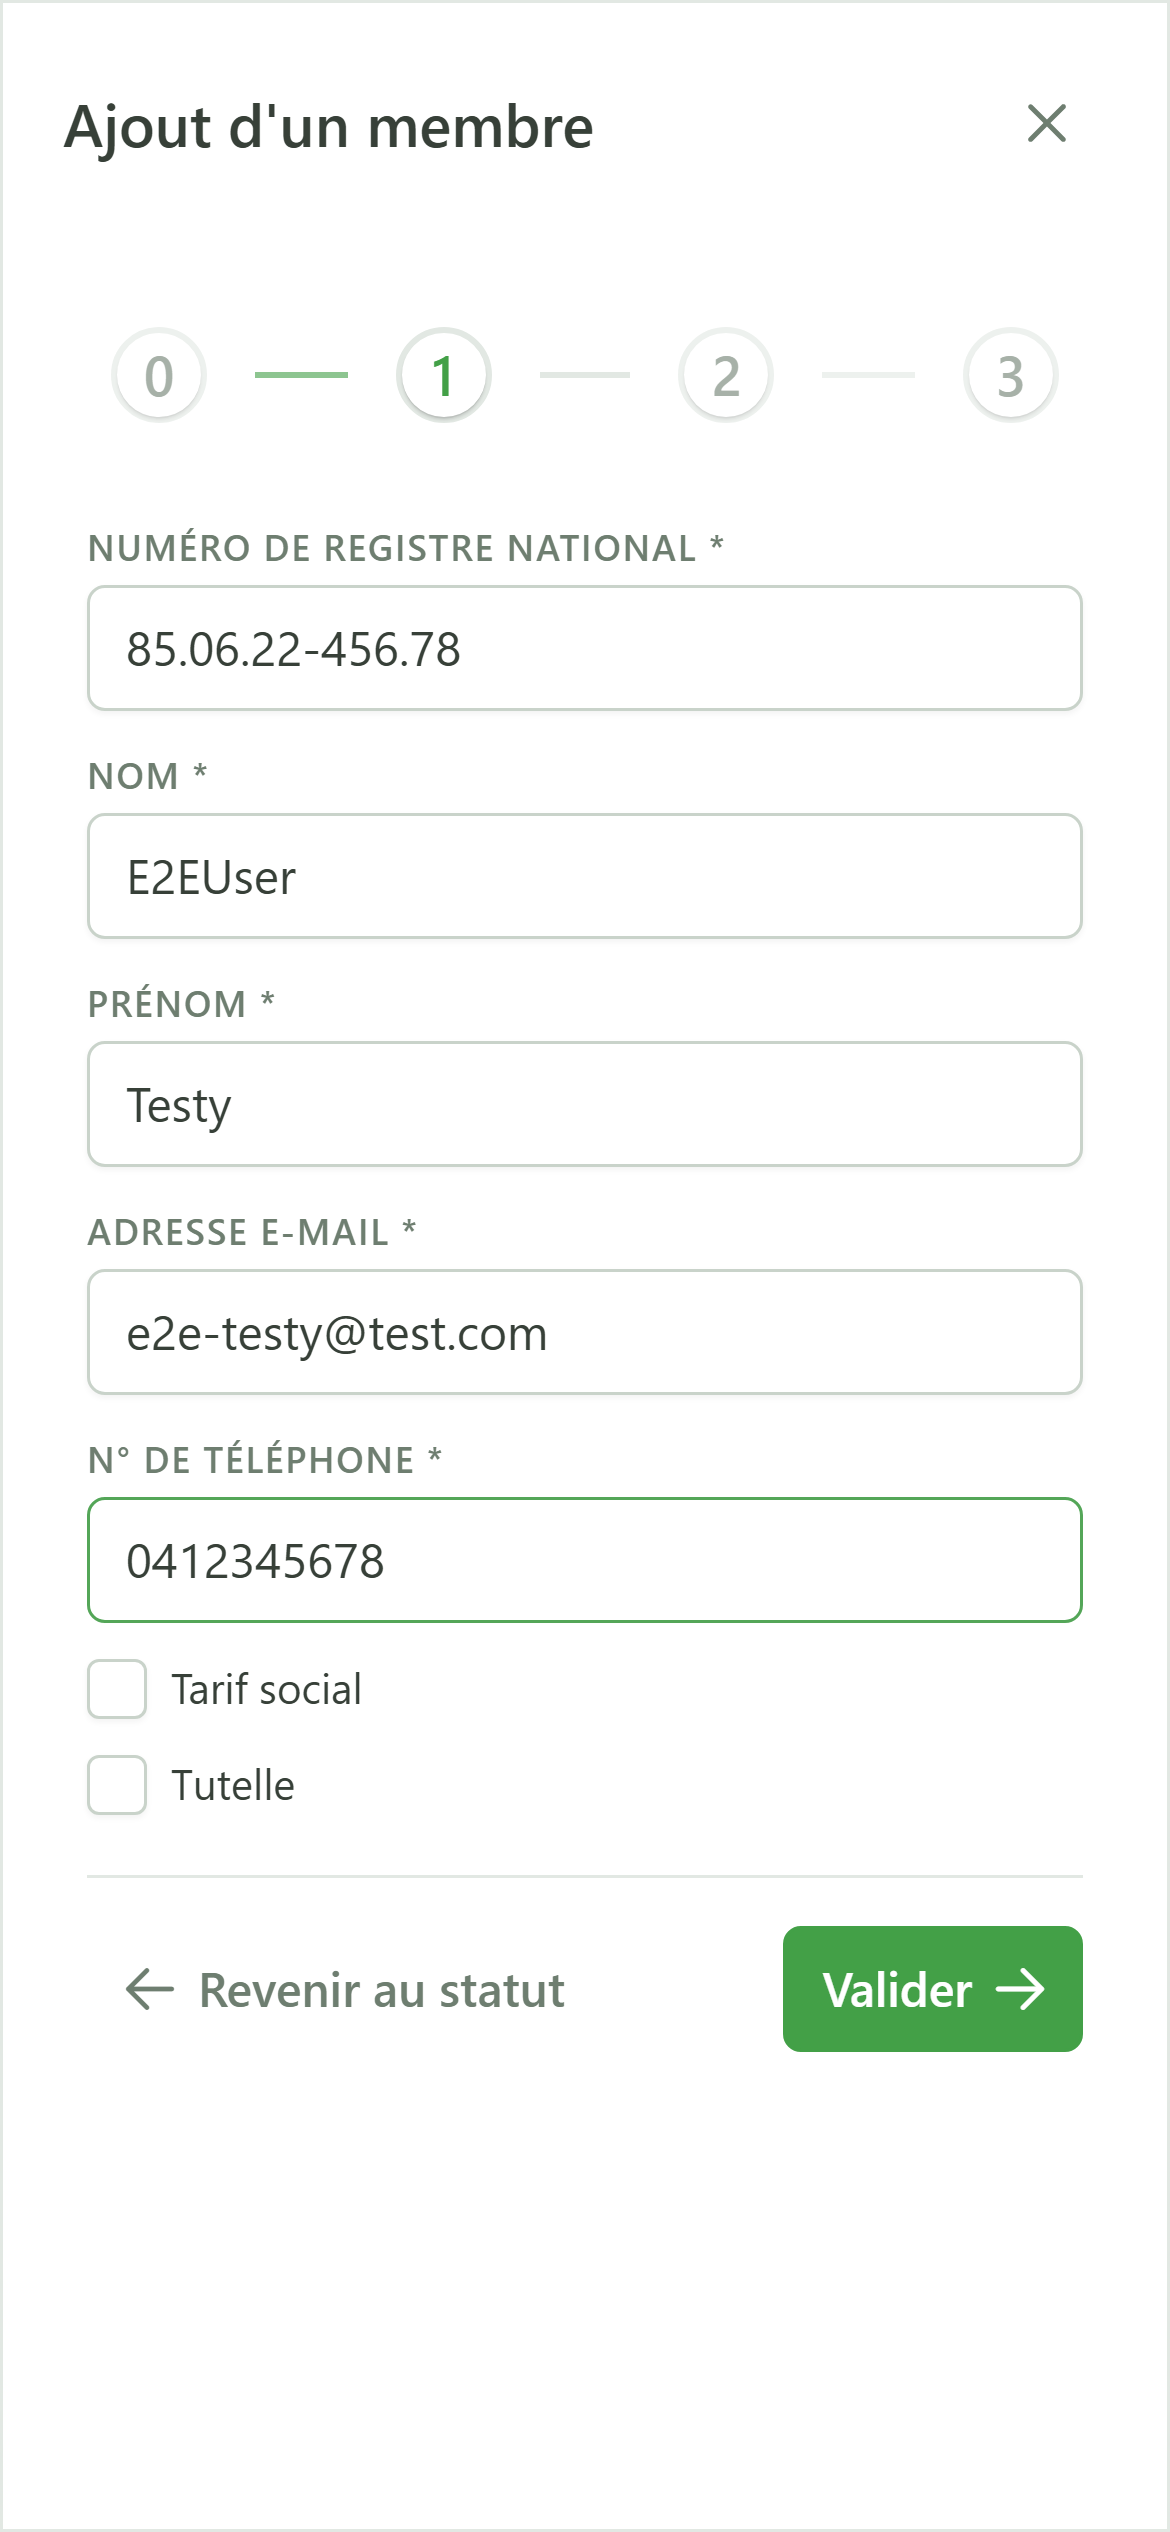 Ajout d'un membre
0 1 2 3
NUMÉRO DE REGISTRE NATIONAL *
85.06.22-456.78
NOM *
E2EUser
PRÉNOM *
Testy
ADRESSE E-MAIL *
e2e-testy@test.com
N° DE TÉLÉPHONE *
0412345678
Tarif social
Tutelle
Revenir au statut Valider